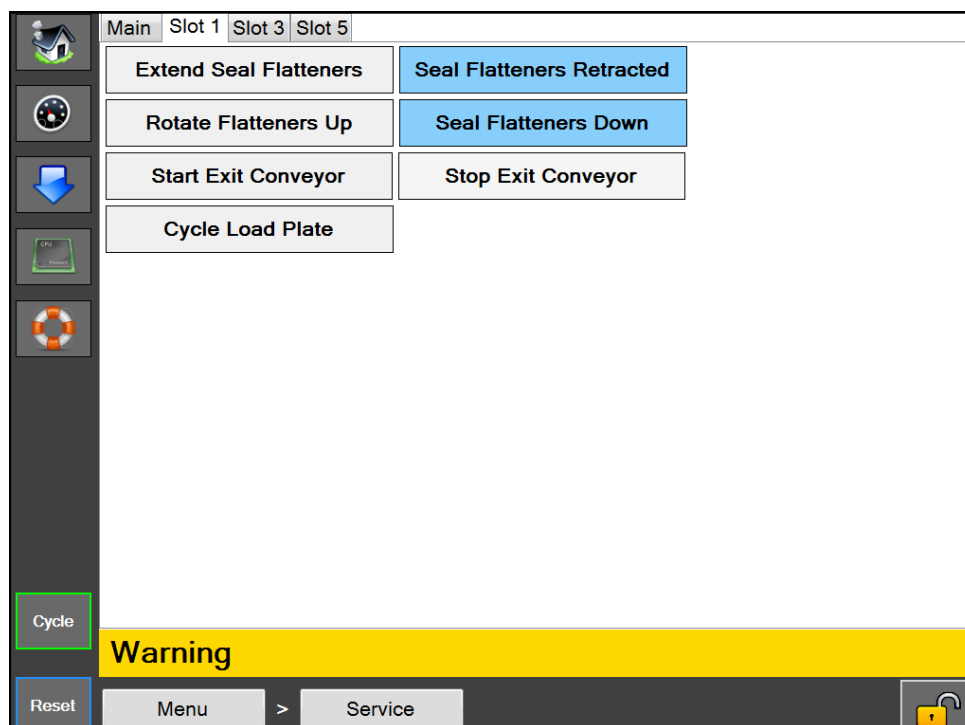 Main Slot 1 Slot 3 Slot 5
Extend Seal Flatteners Seal Flatteners Retracted
Rotate Flatteners Up Seal Flatteners Down
Start Exit Conveyor Stop Exit Conveyor
Cycle Load Plate
CPU
Cycle
Warning
Reset Menu > Service